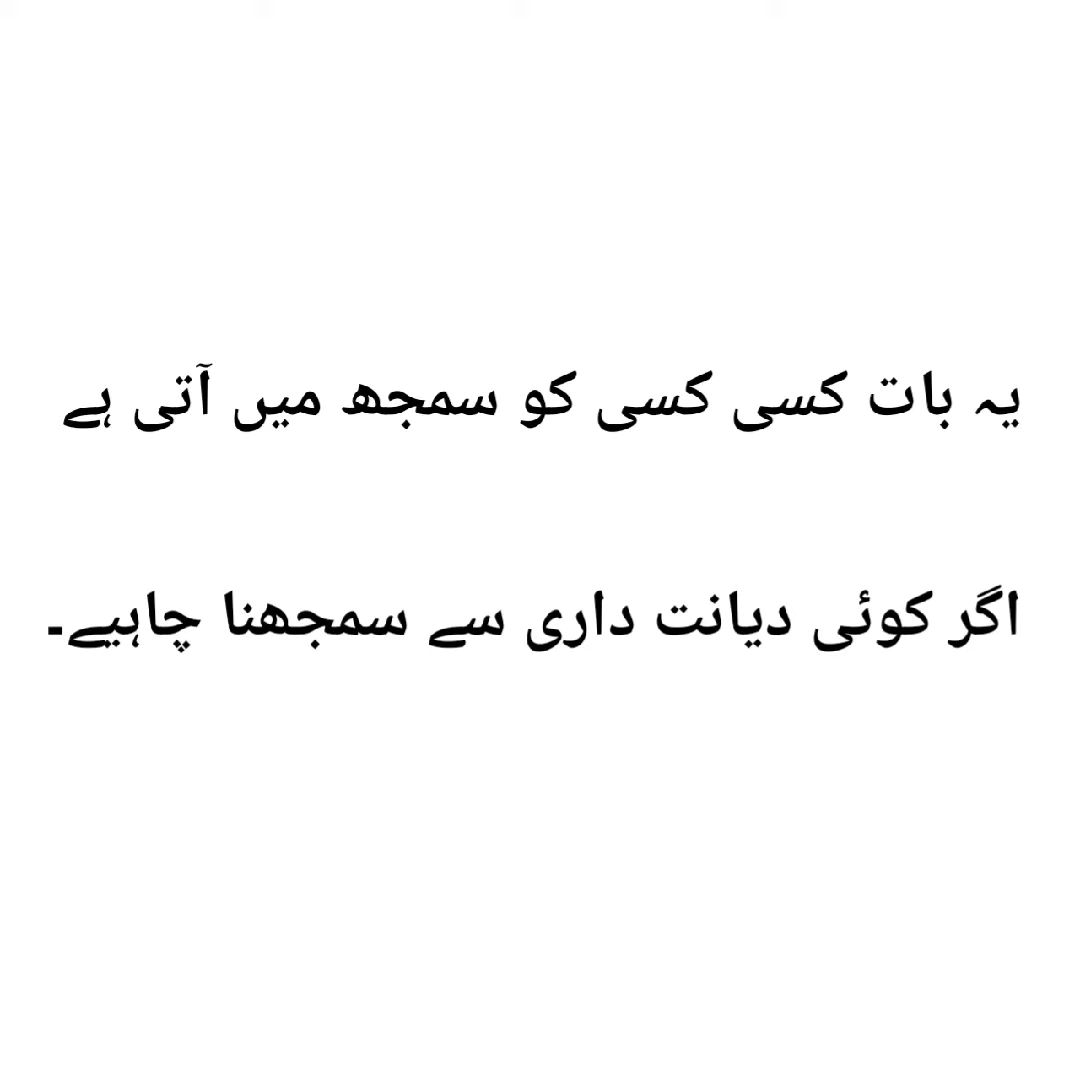 یہ بات کسی کسی کو سمجھ میں آتی ہے
اگر کوئی دیانت داری سے سمجھنا چاہیے۔